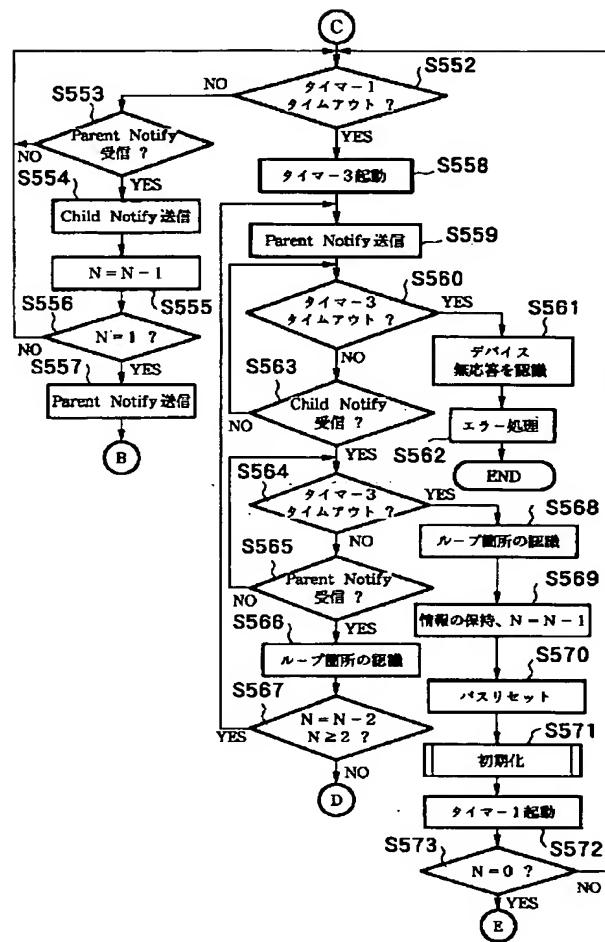 C
S552
タイマー1
タイムアウト ?
NO
YES
S553
Parent Notify
受信 ?
NO
YES
S554
Child Notify 送信
N=N-1
S555
S556
N=1 ?
NO
YES
S557
Parent Notify 送信
B
S558
タイマー3 起動
Parent Notify 送信
S559
S560
タイマー3
タイムアウト ?
YES
NO
S561
デバイス
無応答を認識
エラー処理
S562
END
S563
Child Notify
受信 ?
NO
YES
S564
タイマー3
タイムアウト ?
YES
NO
S565
Parent Notify
受信 ?
NO
YES
S566
ループ箇所の認識
S567
N=N-2
N≥2 ?
YES
NO
D
S568
ループ箇所の認識
S569
情報の保持、N=N-1
S570
バスリセット
S571
初期化
タイマー1 起動
S572
S573
N=0 ?
NO
YES
E